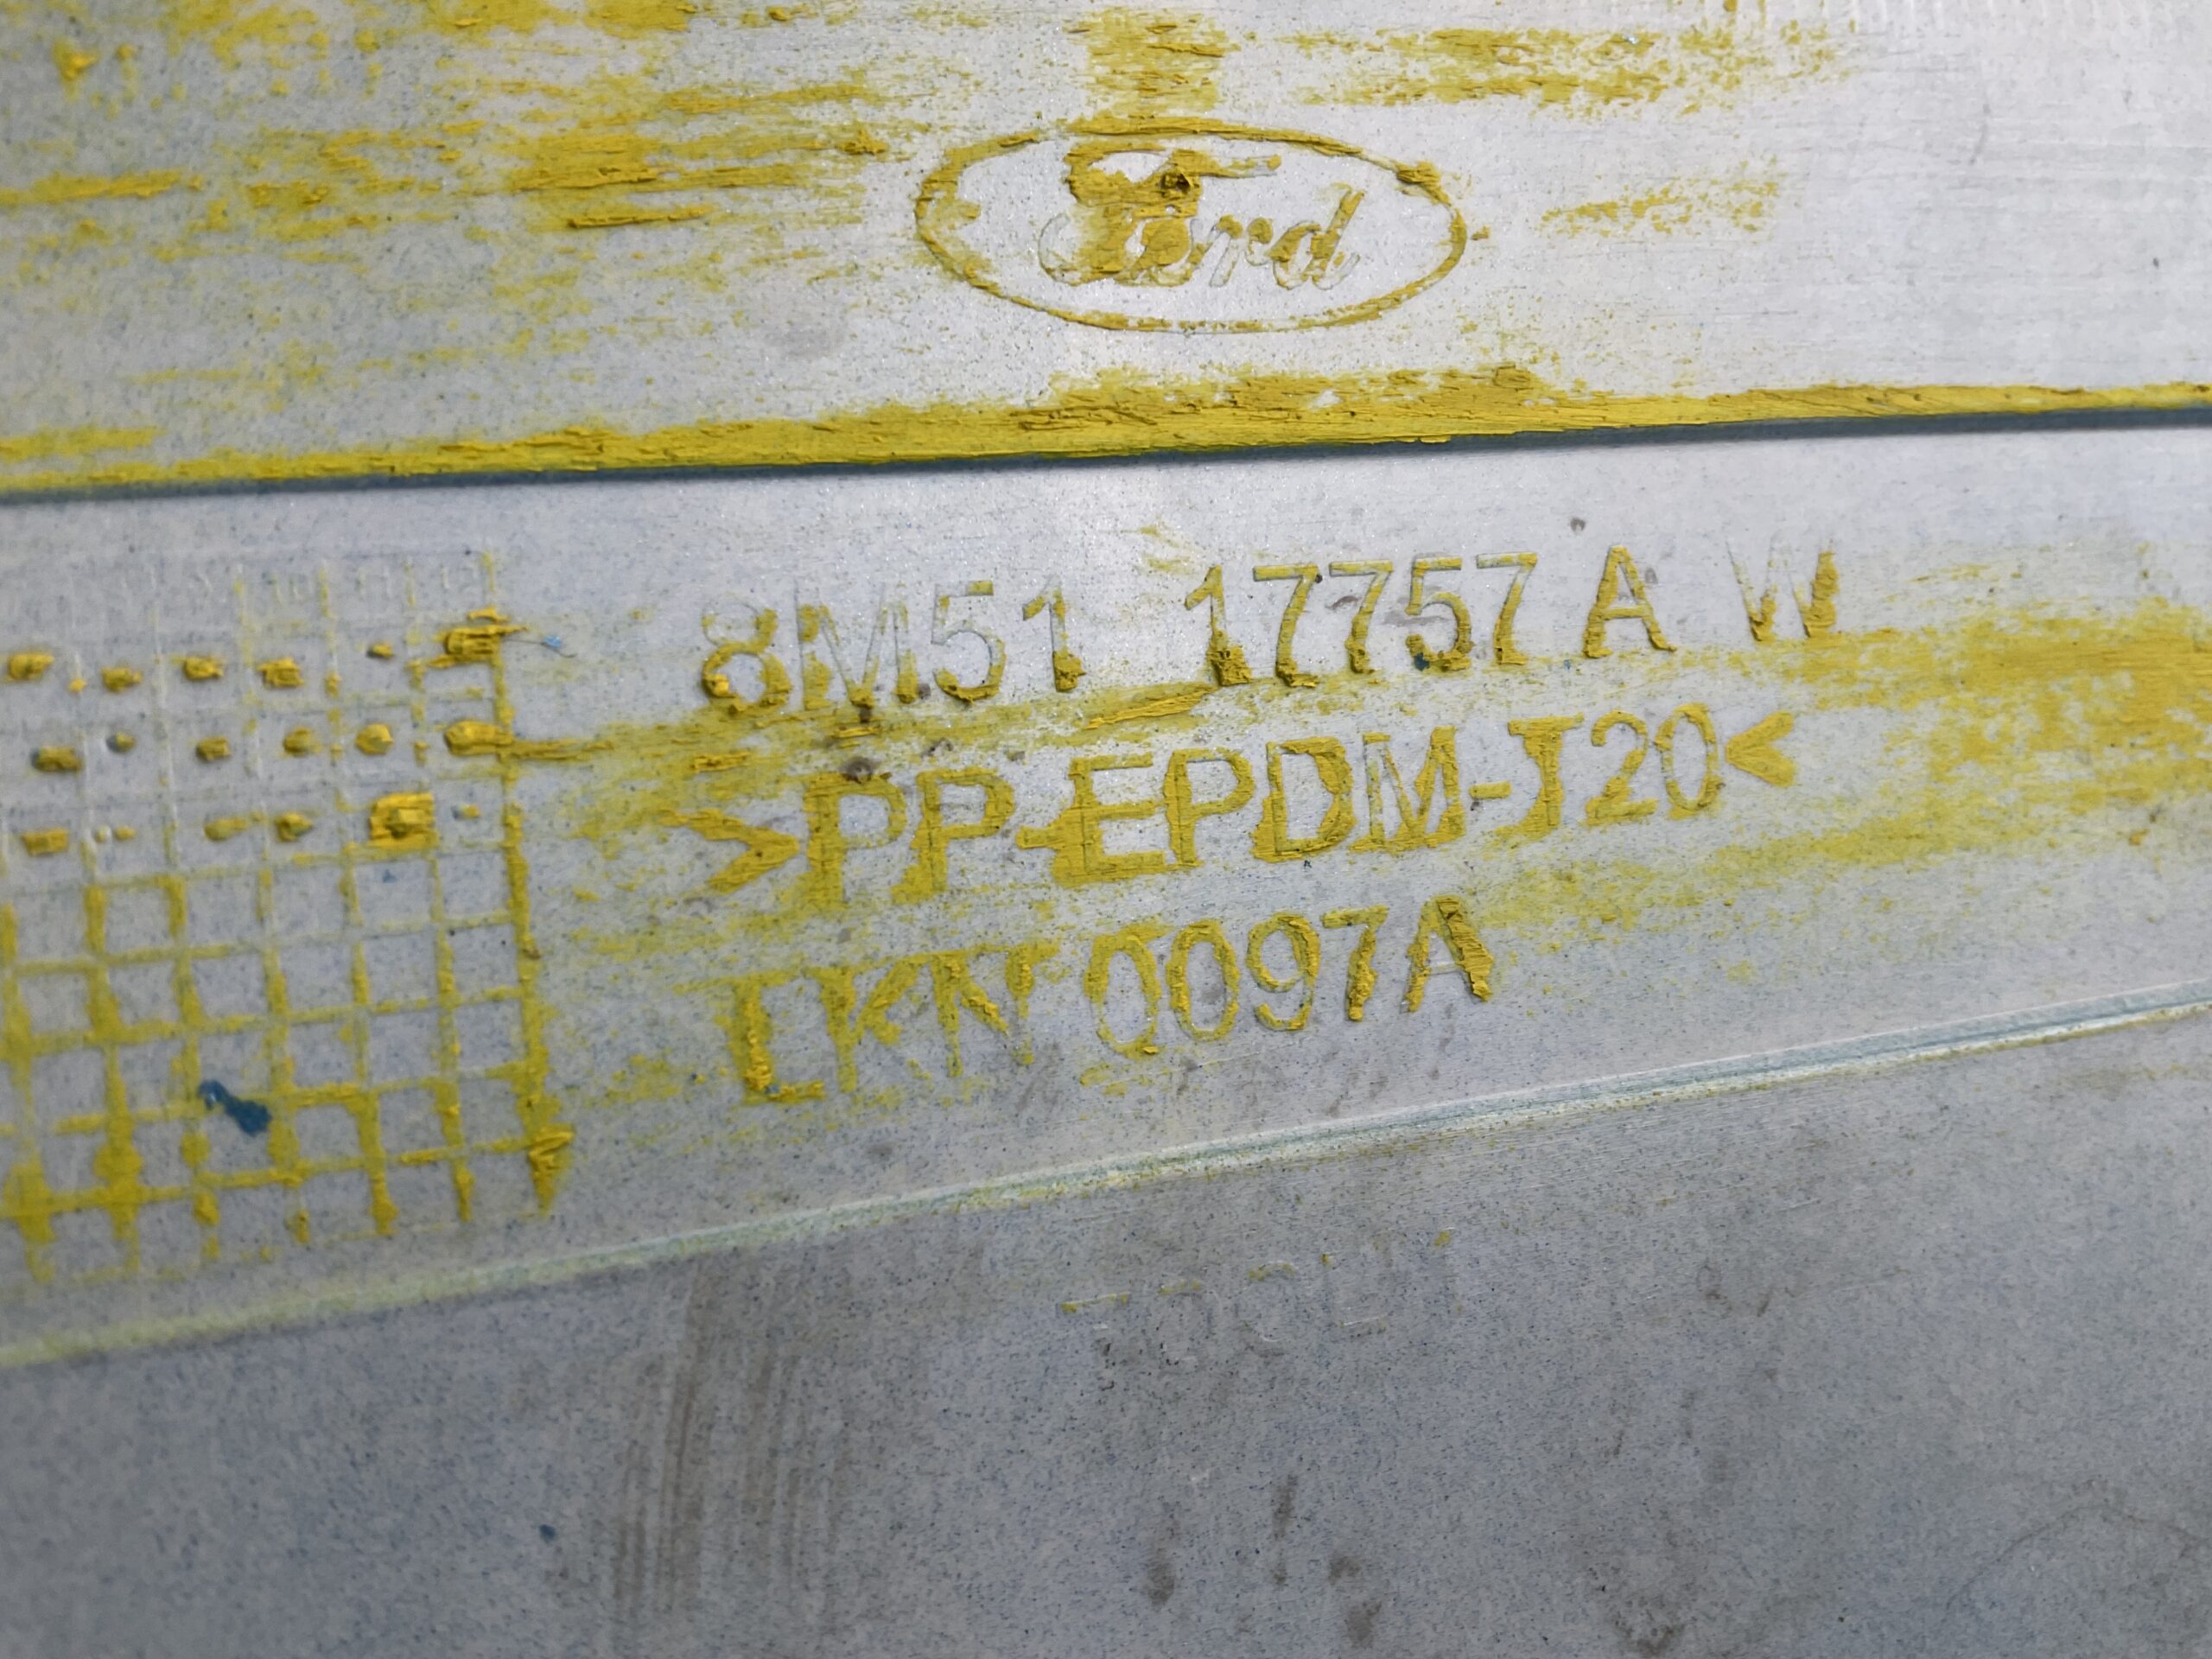 Ford
8M51 17757 A W
>PP-EPDM-T20<
LKN 0097A